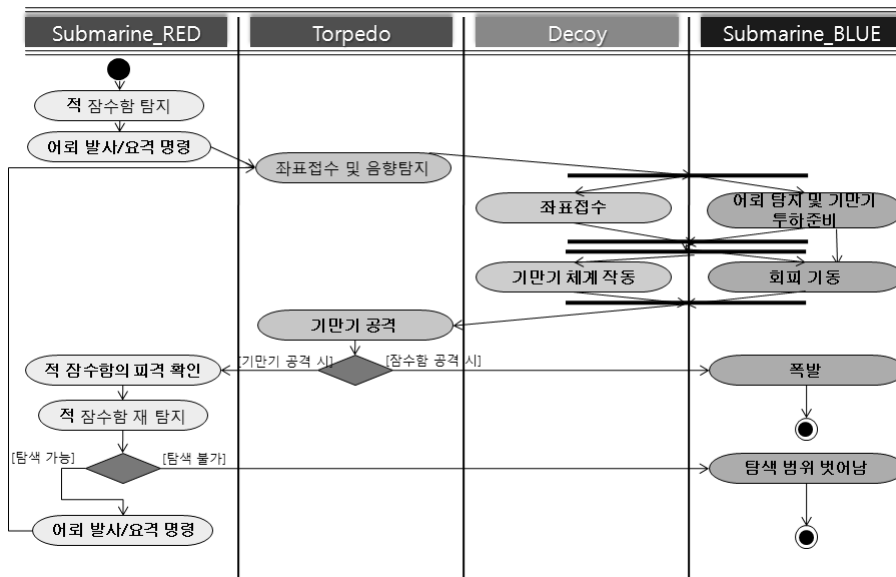 Submarine_RED
Torpedo
Decoy
Submarine_BLUE
적 잠수함 탐지
어뢰 발사/요격 명령
좌표접수 및 음향탐지
좌표접수
어뢰 탐지 및 기만기
투하준비
기만기 체계 작동
회피 기동
기만기 공격
[기만기 공격 시]
[잠수함 공격 시]
적 잠수함의 피격 확인
폭발
적 잠수함 재 탐지
[탐색 가능]
[탐색 불가]
탐색 범위 벗어남
어뢰 발사/요격 명령